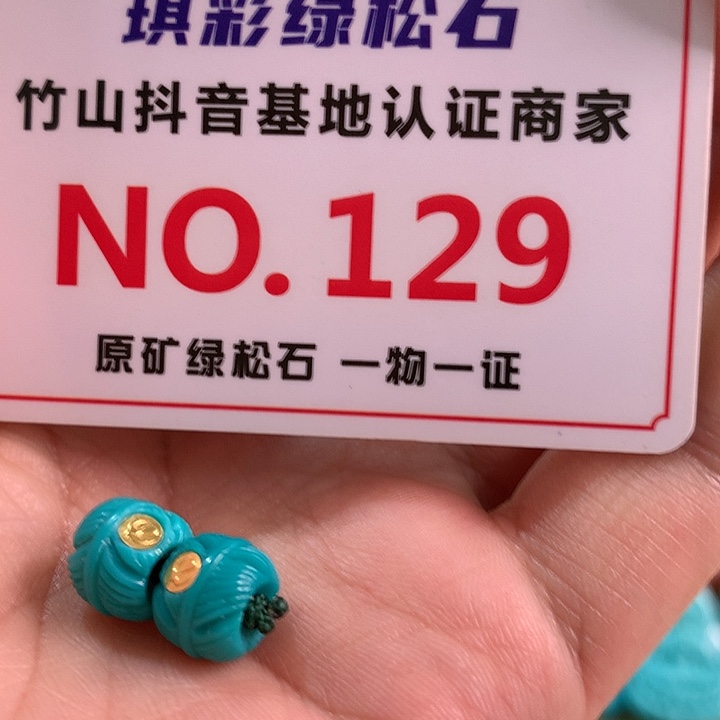 琪彩绿松石
竹山抖音基地认证商家
NO.129
原矿绿松石 一物一证